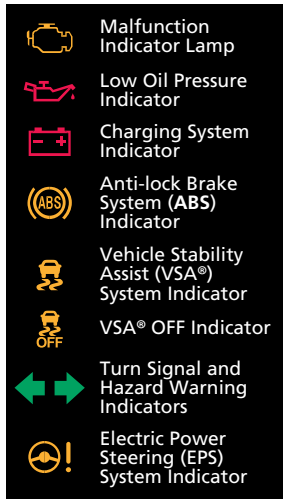 Malfunction
Indicator Lamp
Low Oil Pressure
Indicator
Charging System
Indicator
ABS
Anti-lock Brake
System (ABS)
Indicator
Vehicle Stability
Assist (VSA®)
System Indicator
OFF
VSA® OFF Indicator
Turn Signal and
Hazard Warning
Indicators
!
Electric Power
Steering (EPS)
System Indicator